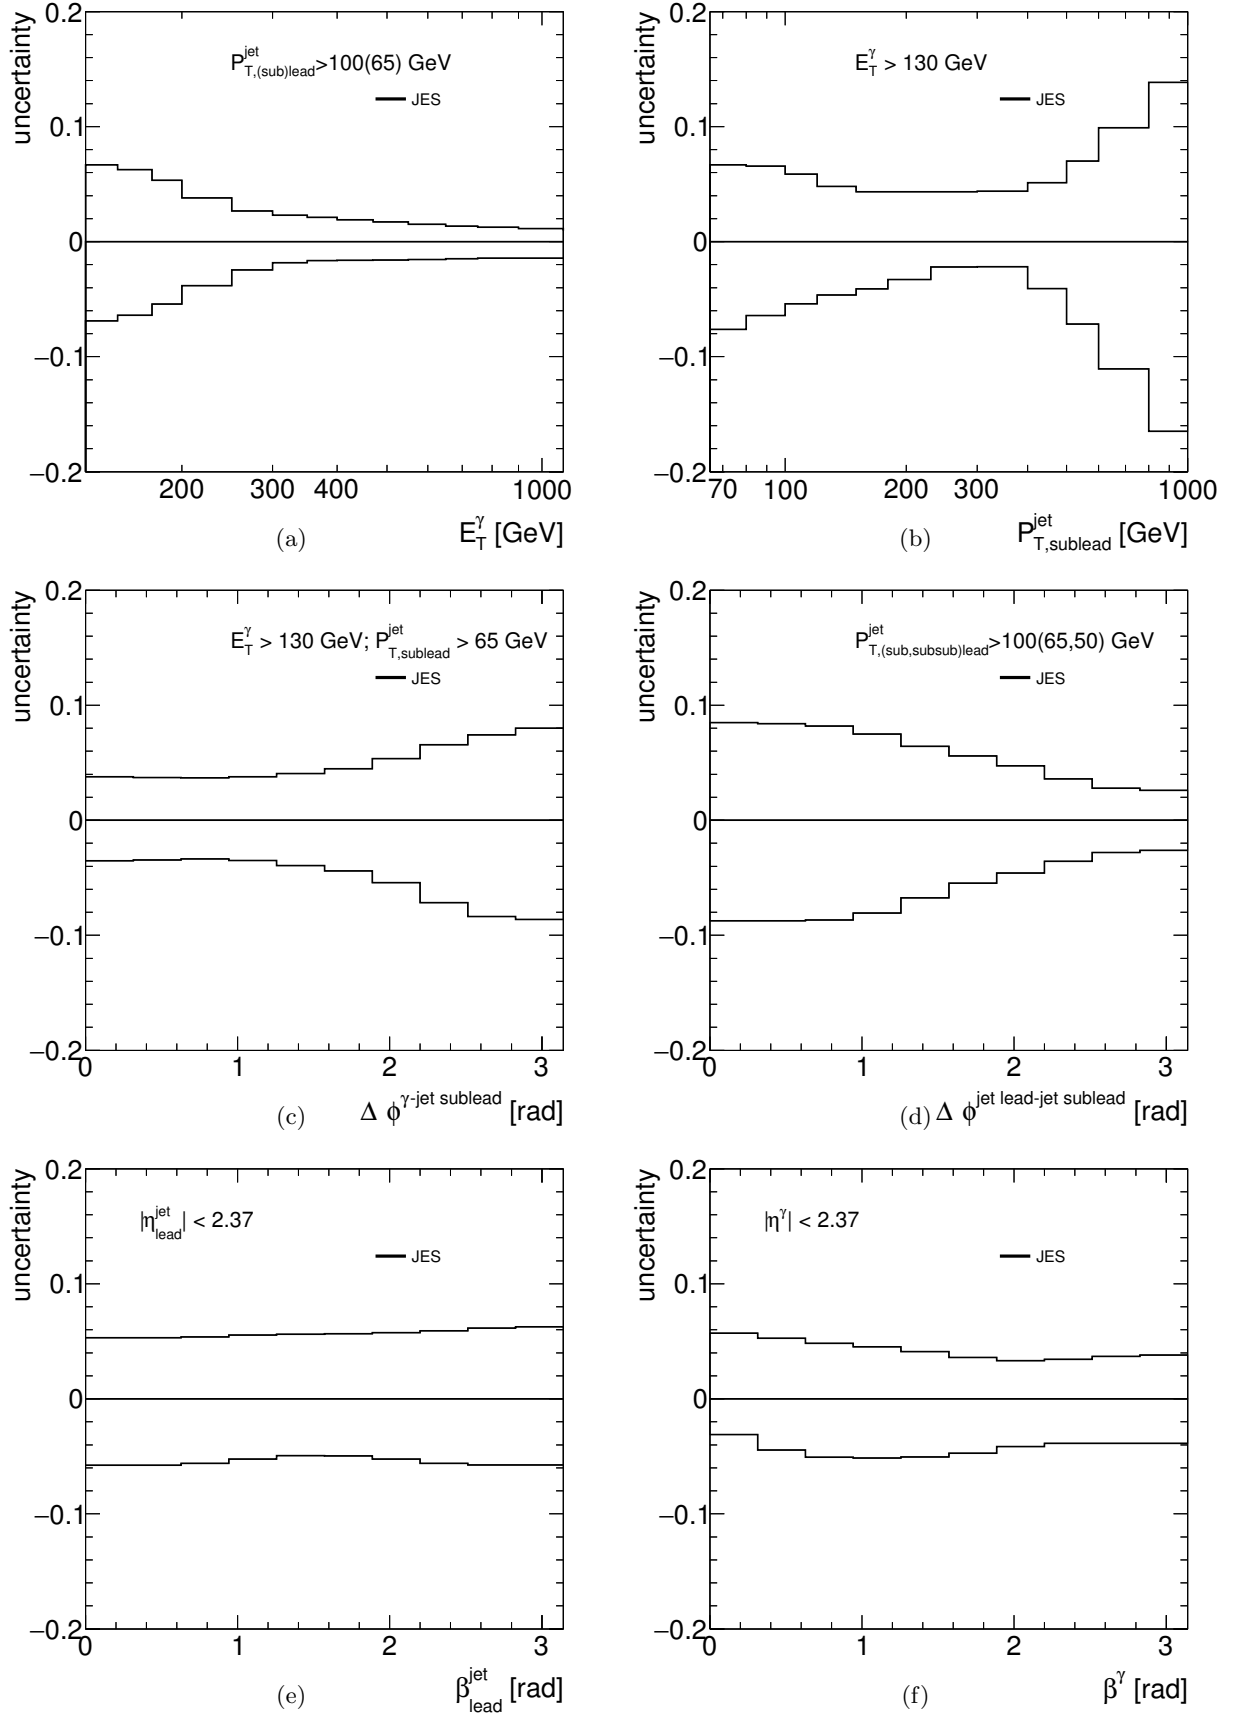 uncertainty
0.2
0.1
0
−0.1
−0.2
P^jet_T,(sub)lead>100(65) GeV
JES
200 300 400 1000
E^γ_T [GeV]
(a)
uncertainty
0.2
0.1
0
−0.1
−0.2
E^γ_T > 130 GeV
JES
70 100 200 300 1000
P^jet_T,sublead [GeV]
(b)
uncertainty
0.2
0.1
0
−0.1
−0.2
E^γ_T > 130 GeV; P^jet_T,sublead > 65 GeV
JES
0 1 2 3
Δ ϕ^γ-jet sublead [rad]
(c)
uncertainty
0.2
0.1
0
−0.1
−0.2
P^jet_T,(sub,subsub)lead>100(65,50) GeV
JES
0 1 2 3
Δ ϕ^jet lead-jet sublead [rad]
(d)
uncertainty
0.2
0.1
0
−0.1
−0.2
|η^jet_lead| < 2.37
JES
0 1 2 3
β^jet_lead [rad]
(e)
uncertainty
0.2
0.1
0
−0.1
−0.2
|η^γ| < 2.37
JES
0 1 2 3
β^γ [rad]
(f)